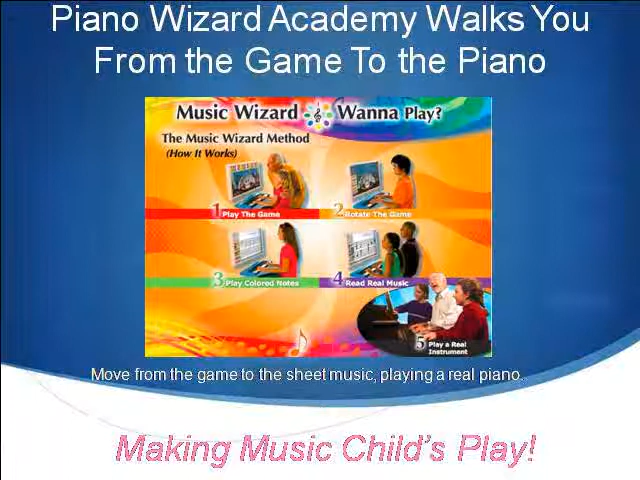 Piano Wizard Academy Walks You
From the Game To the Piano
Music Wizard Wanna Play?
The Music Wizard Method
(How It Works)
1 Play The Game
2 Rotate The Game
3 Play Colored Notes
4 Read Real Music
5 Play a Real
Instrument
Move from the game to the sheet music, playing a real piano.
Making Music Child's Play!